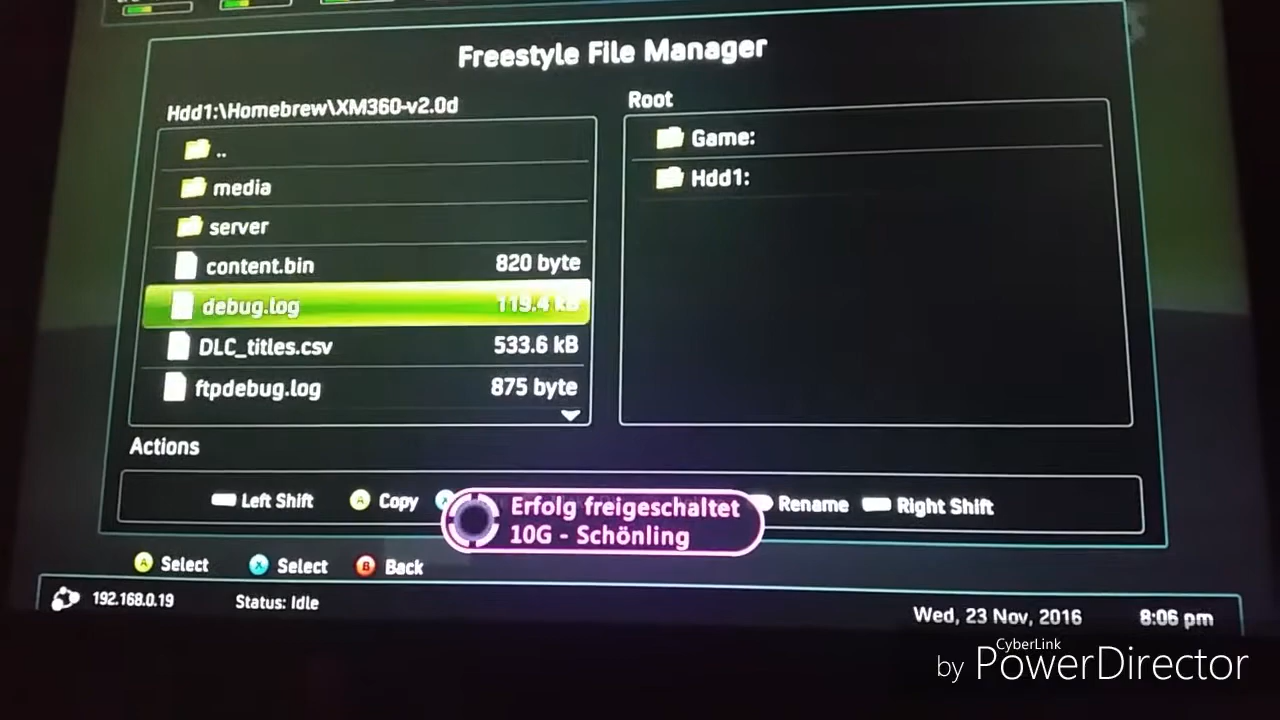 Freestyle File Manager
Hdd1:\Homebrew\XM360-v2.0d
..
media
server
content.bin 820 byte
debug.log 119.4 kB
DLC_titles.csv 533.6 kB
ftpdebug.log 875 byte
Root
Game:
Hdd1:
Actions
Left Shift A Copy Rename Right Shift
Erfolg freigeschaltet
10G - Schönling
A Select X Select B Back
192.168.0.19 Status: Idle Wed, 23 Nov, 2016 8:06 pm
CyberLink
by PowerDirector